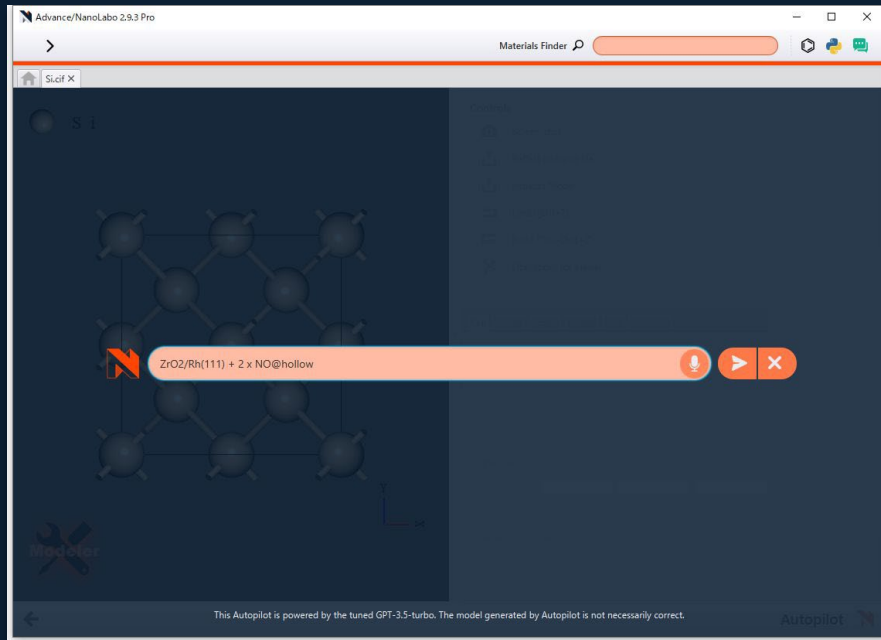 Advance/NanoLabo 2.9.3 Pro
Materials Finder
Si.cif
Si
ZrO2/Rh(111) + 2 x NO@hollow
Y
Modeler
This Autopilot is powered by the tuned GPT-3.5-turbo. The model generated by Autopilot is not necessarily correct.
Autopilot